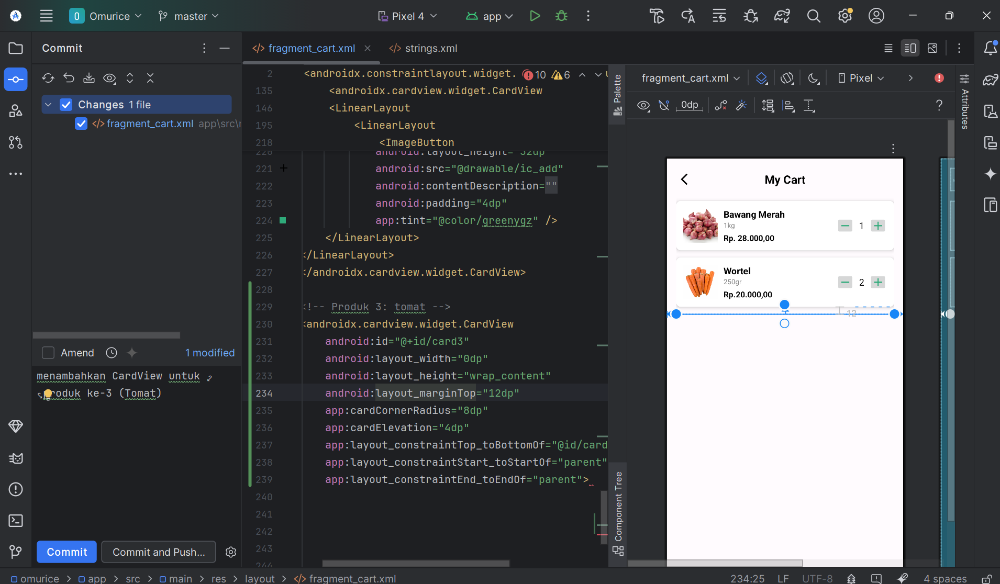 O Omurice master Pixel 4 app
Commit
Changes 1 file
fragment_cart.xml app\src\
Amend 1 modified
menambahkan CardView untuk
produk ke-3 (Tomat)
Commit Commit and Push...
fragment_cart.xml strings.xml
10 6
2 <androidx.constraintlayout.widget.
135 <androidx.cardview.widget.CardView
146 <LinearLayout
195 <LinearLayout
218 <ImageButton
220 android:layout_height="32dp"
221 android:src="@drawable/ic_add"
222 android:contentDescription=""
223 android:padding="4dp"
224 app:tint="@color/greenygz" />
225 </LinearLayout>
226 </LinearLayout>
227 </androidx.cardview.widget.CardView>
228
229 <!-- Produk 3: tomat -->
230 <androidx.cardview.widget.CardView
231 android:id="@+id/card3"
232 android:layout_width="0dp"
233 android:layout_height="wrap_content"
234 android:layout_marginTop="12dp"
235 app:cardCornerRadius="8dp"
236 app:cardElevation="4dp"
237 app:layout_constraintTop_toBottomOf="@id/card
238 app:layout_constraintStart_toStartOf="parent"
239 app:layout_constraintEnd_toEndOf="parent">
240
241
242
243
244
Palette
Component Tree
fragment_cart.xml Pixel
0dp ?
Attributes
My Cart
Bawang Merah
1kg
Rp. 28.000,00
1
Wortel
250gr
Rp.20.000,00
2
12
omurice > app > src > main > res > layout > fragment_cart.xml
234:25 LF UTF-8 4 spaces